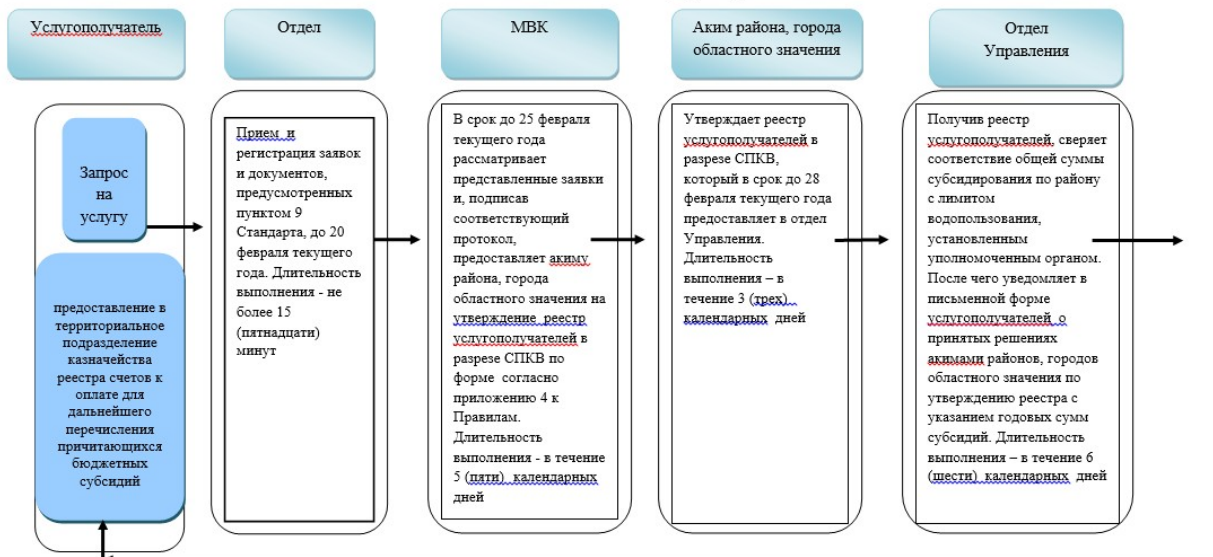 Услугополучатель
Запрос
на
услугу
предоставление в
территориальное
подразделение
казначейства
реестра счетов к
оплате для
дальнейшего
перечисления
причитающихся
бюджетных
субсидий
Отдел
Прием и
регистрация заявок
и документов,
предусмотренных
пунктом 9
Стандарта, до 20
февраля текущего
года. Длительность
выполнения - не
более 15
(пятнадцати)
минут
МВК
В срок до 25 февраля
текущего года
рассматривает
представленные заявки
и, подписав
соответствующий
протокол,
предоставляет акиму
района, города
областного значения на
утверждение реестр
услугополучателей в
разрезе СПКВ по
форме согласно
приложению 4 к
Правилам.
Длительность
выполнения - в течение
5 (пяти) календарных
дней
Аким района, города
областного значения
Утверждает реестр
услугополучателей в
разрезе СПКВ,
который в срок до 28
февраля текущего года
предоставляет в отдел
Управления.
Длительность
выполнения – в
течение 3 (трех)
календарных дней
Отдел
Управления
Получив реестр
услугополучателей, сверяет
соответствие общей суммы
субсидирования по району
с лимитом
водопользования,
установленным
уполномоченным органом.
После чего уведомляет в
письменной форме
услугополучателей о
принятых решениях
акимами районов, городов
областного значения по
утверждению реестра с
указанием годовых сумм
субсидий. Длительность
выполнения – в течение 6
(шести) календарных дней